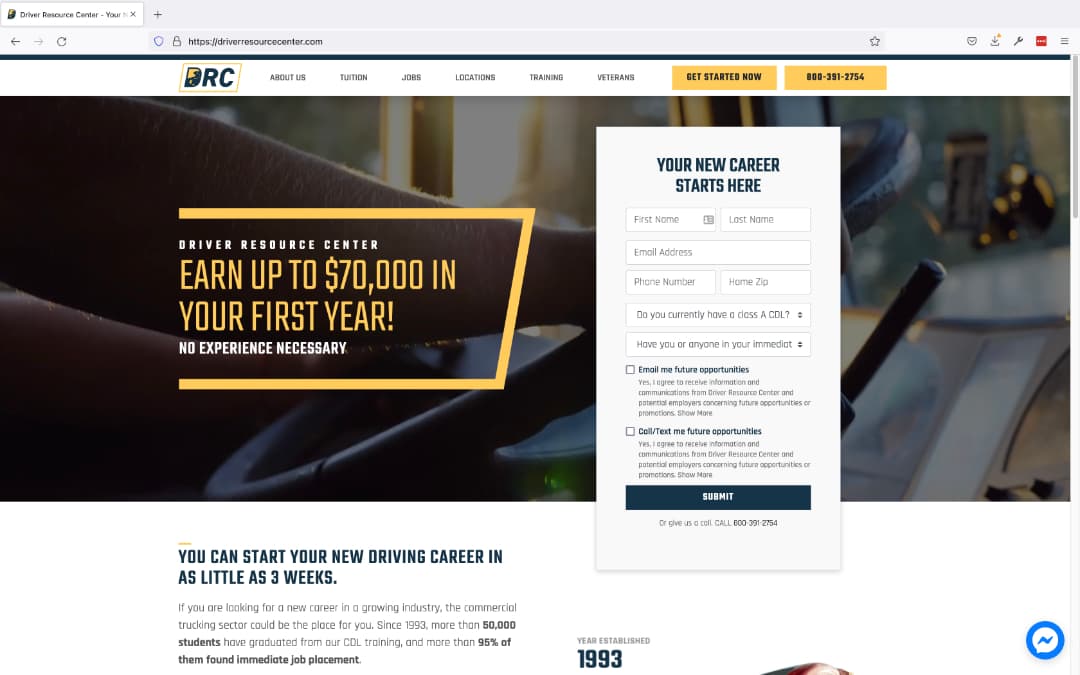 Driver Resource Center - Your N
https://driverresourcecenter.com
DRC
ABOUT US
TUITION
JOBS
LOCATIONS
TRAINING
VETERANS
GET STARTED NOW
800-391-2754
DRIVER RESOURCE CENTER
EARN UP TO $70,000 IN
YOUR FIRST YEAR!
NO EXPERIENCE NECESSARY
YOUR NEW CAREER
STARTS HERE
First Name
Last Name
Email Address
Phone Number
Home Zip
Do you currently have a class A CDL?
Have you or anyone in your immediat
Email me future opportunities
Yes, I agree to receive information and
communications from Driver Resource Center and
potential employers concerning future opportunities or
promotions. Show More
Call/Text me future opportunities
Yes, I agree to receive information and
communications from Driver Resource Center and
potential employers concerning future opportunities or
promotions. Show More
SUBMIT
Or give us a call. CALL 800-391-2754
YOU CAN START YOUR NEW DRIVING CAREER IN
AS LITTLE AS 3 WEEKS.
If you are looking for a new career in a growing industry, the commercial
trucking sector could be the place for you. Since 1993, more than 50,000
students have graduated from our CDL training, and more than 95% of
them found immediate job placement.
YEAR ESTABLISHED
1993